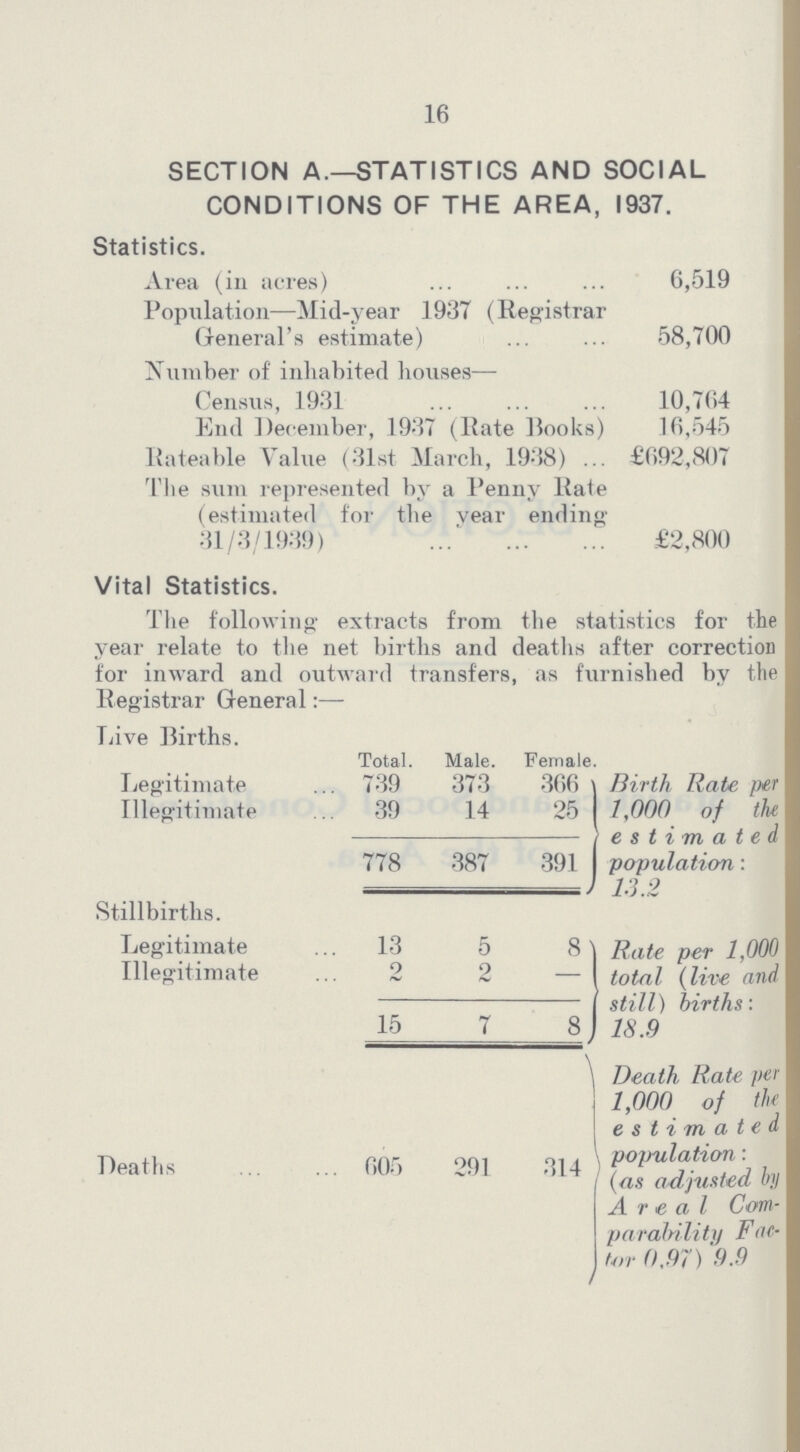 16
SECTION A.—STATISTICS AND SOCIAL
CONDITIONS OF THE AREA, 1937.
Statistics.
Area (in acres) ... ... ... 6,519
Population—Mid-year 1937 (Registrar
General's estimate) ... ... 58,700
Number of inhabited houses—
Census, 1931 ... ... ... 10,764
End December, 1937 (Rate Books) 16,545
Rateable Value (31st March, 1938) ... £692,807
The sum represented by a Penny Rate
(estimated for the year ending
31/3/1939) ... ... ... £2,800
Vital Statistics.
The following extracts from the statistics for the
year relate to the net births and deaths after correction
for inward and outward transfers, as furnished by the
Registrar General:—
Live Births.
Total. Male. Female.
Legitimate ... 739 373 366
Illegitimate ... 39 14 25
778 387 391
Birth Rate per
1,000 of the
estimated
population:
13.2
Stillbirths.
Legitimate ... 13 5 8
Illegitimate ... 2 2 —
15 7 8
Rate per 1,000
total (live and
still) births:
18.9
Deaths ... ... 605 291 314
Death Rate per
1,000 of the
estimated
population:
(as adjusted by
Areal Com-
parability Fac-
tor 0.97) 9.9